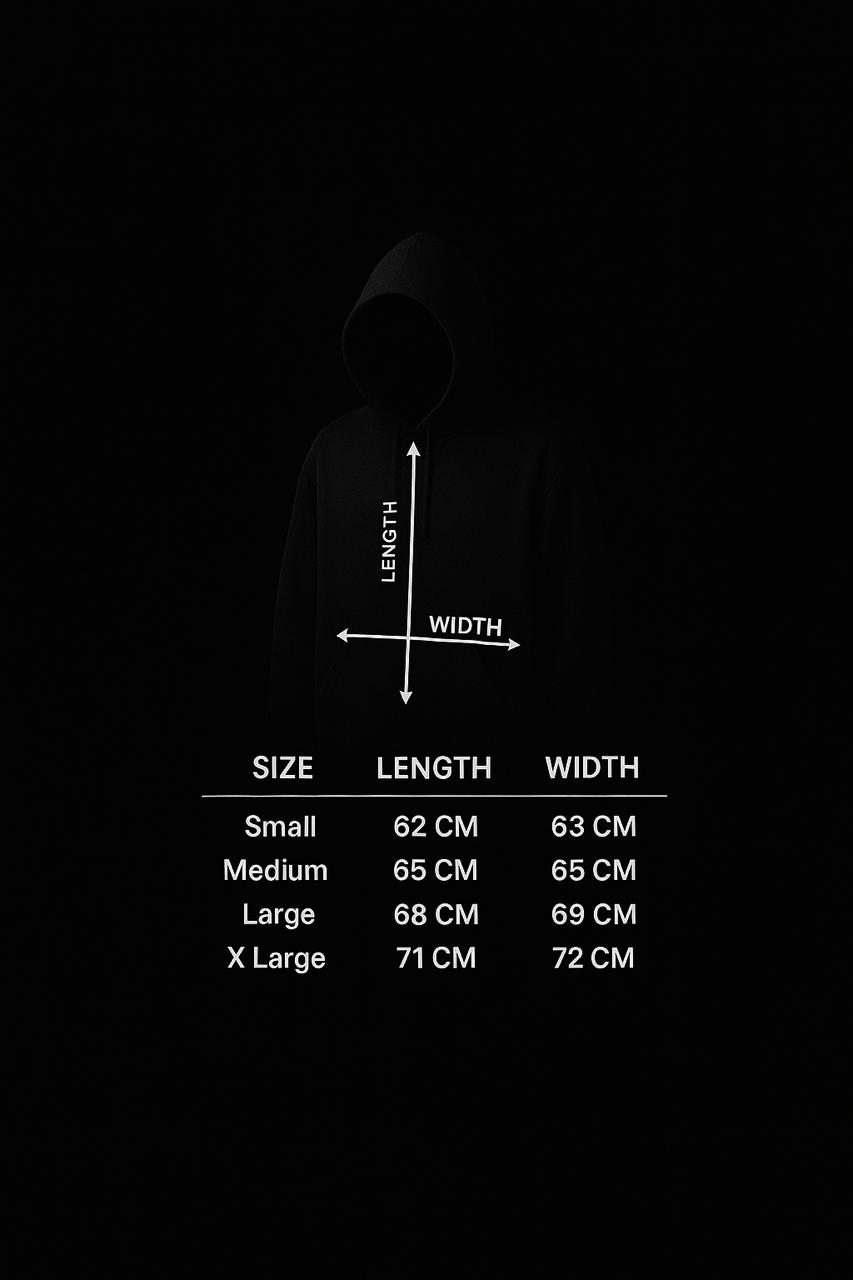 LENGTH
WIDTH
SIZE LENGTH WIDTH
Small 62 CM 63 CM
Medium 65 CM 65 CM
Large 68 CM 69 CM
X Large 71 CM 72 CM